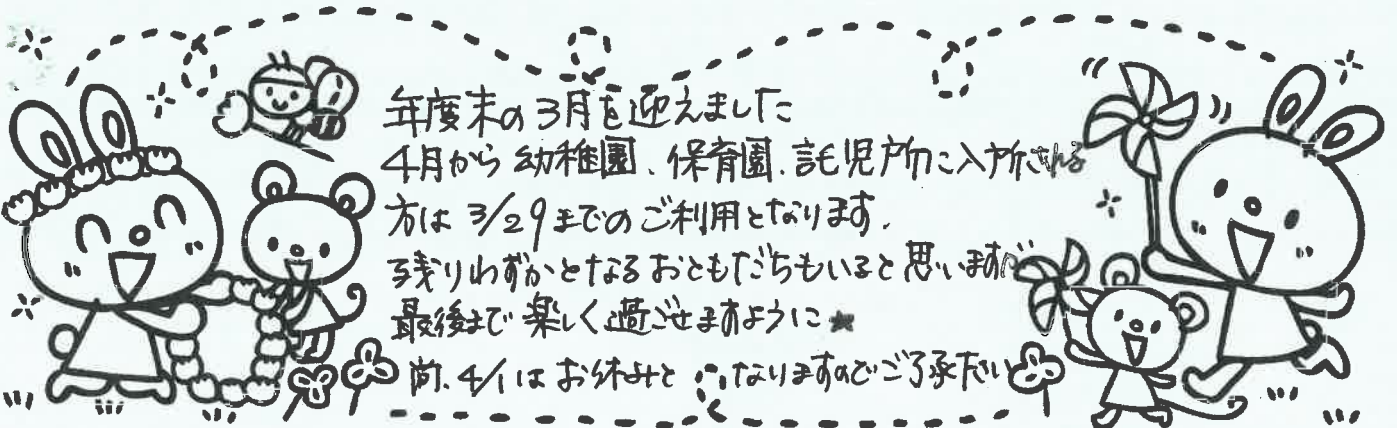 年度末の3月を迎えました
4月から幼稚園、保育園、託児所に入所される
方は 3/29までのご利用となります。
残りわずかとなるおともだちもいると思いますが
最後まで楽しく過ごせますように★
尚、4/1はお休みとなりますのでご了承下さい